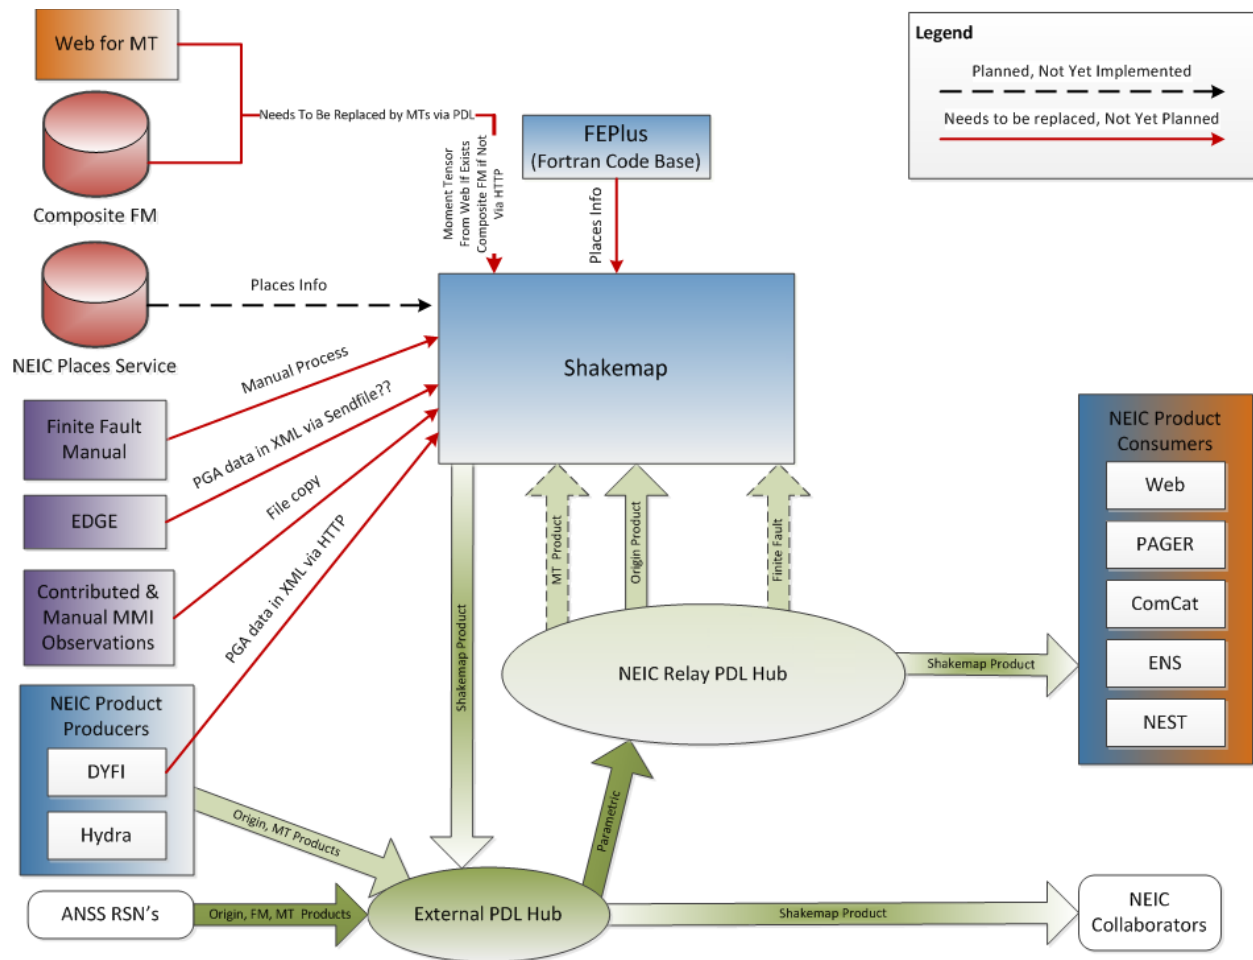 Web for MT
Composite FM
Needs To Be Replaced by MTs via PDL
Moment Tensor
From Web If Exists
Composite FM if Not
Via HTTP
FEPlus
(Fortran Code Base)
Places Info
Legend
Planned, Not Yet Implemented
Needs to be replaced, Not Yet Planned
NEIC Places Service
Places Info
Shakemap
Manual Process
Finite Fault
Manual
PGA data in XML via Sendfile??
EDGE
File copy
Contributed &
Manual MMI
Observations
PGA data in XML via HTTP
NEIC Product
Producers
DYFI
Hydra
Origin, MT Products
ANSS RSN's
Origin, FM, MT Products
Shakemap Product
External PDL Hub
Parametric
MT Product
Origin Product
Finite Fault
NEIC Relay PDL Hub
Shakemap Product
NEIC Product
Consumers
Web
PAGER
ComCat
ENS
NEST
Shakemap Product
NEIC
Collaborators